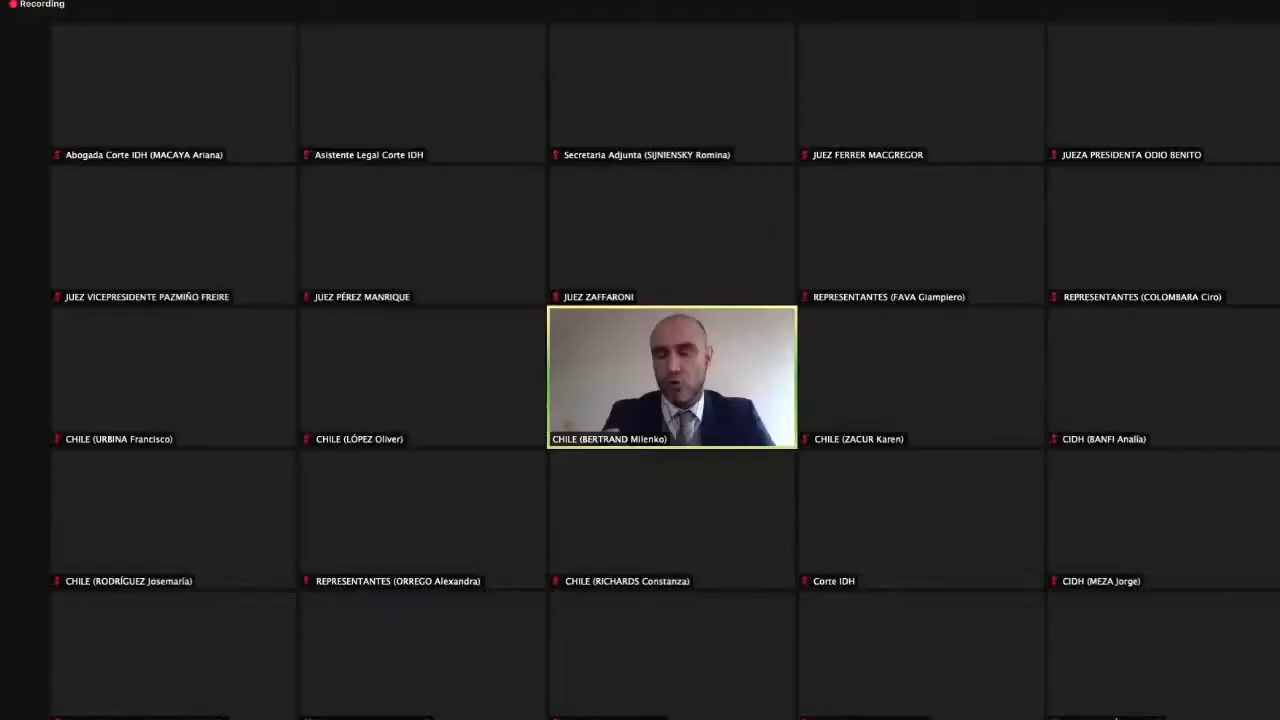 Recording
Abogada Corte IDH (MACAYA Ariana)
Asistente Legal Corte IDH
Secretaria Adjunta (SIJNIENSKY Romina)
JUEZ FERRER MACGREGOR
JUEZA PRESIDENTA ODIO BENITO
JUEZ VICEPRESIDENTE PAZMIÑO FREIRE
JUEZ PÉREZ MANRIQUE
JUEZ ZAFFARONI
REPRESENTANTES (FAVA Giampiero)
REPRESENTANTES (COLOMBARA Ciro)
CHILE (URBINA Francisco)
CHILE (LÓPEZ Oliver)
CHILE (BERTRAND Milenko)
CHILE (ZACUR Karen)
CIDH (BANFI Analía)
CHILE (RODRÍGUEZ Josemaría)
REPRESENTANTES (ORREGO Alexandra)
CHILE (RICHARDS Constanza)
Corte IDH
CIDH (MEZA Jorge)